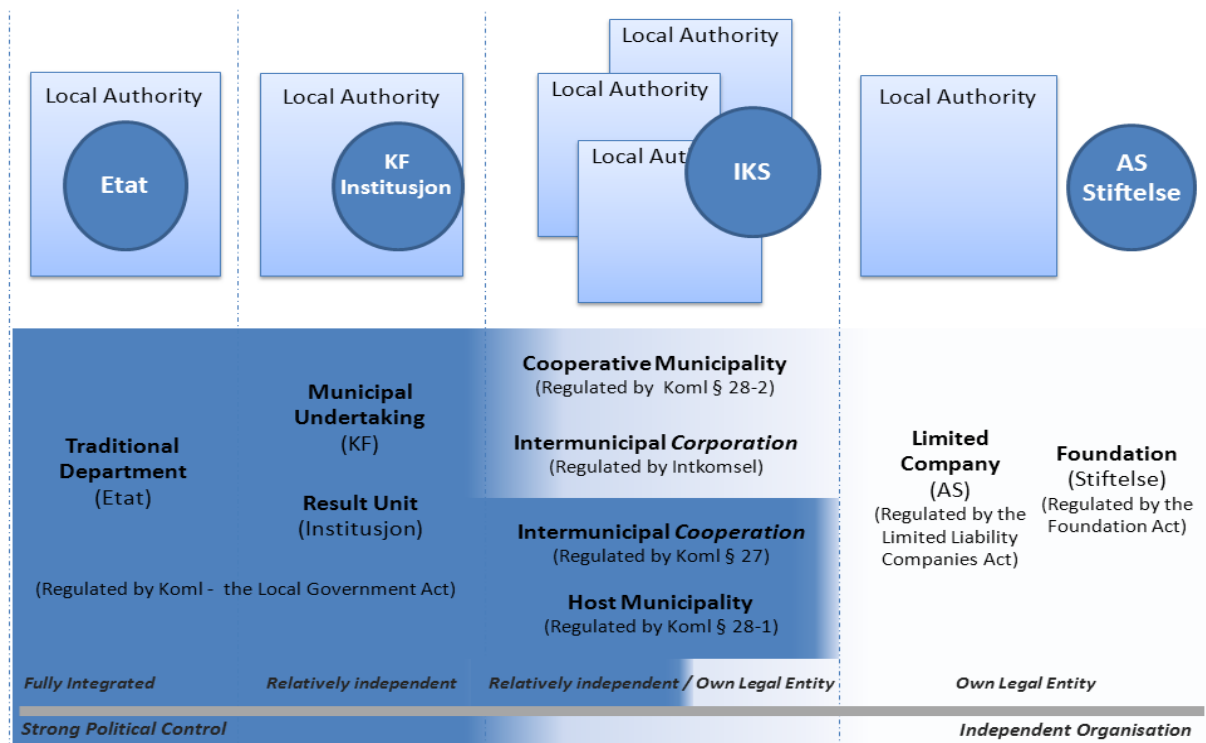 Local Authority
Etat
Local Authority
KF
Institusjon
Local Authority
Local Authority
Local Aut
IKS
Local Authority
AS
Stiftelse
Traditional
Department
(Etat)
Municipal
Undertaking
(KF)
Result Unit
(Institusjon)
(Regulated by Koml - the Local Government Act)
Cooperative Municipality
(Regulated by Koml § 28-2)
Intermunicipal Corporation
(Regulated by Intkomsel)
Intermunicipal Cooperation
(Regulated by Koml § 27)
Host Municipality
(Regulated by Koml § 28-1)
Limited
Company
(AS)
(Regulated by the
Limited Liability
Companies Act)
Foundation
(Stiftelse)
(Regulated by the
Foundation Act)
Fully Integrated
Relatively independent
Relatively independent / Own Legal Entity
Own Legal Entity
Strong Political Control
Independent Organisation